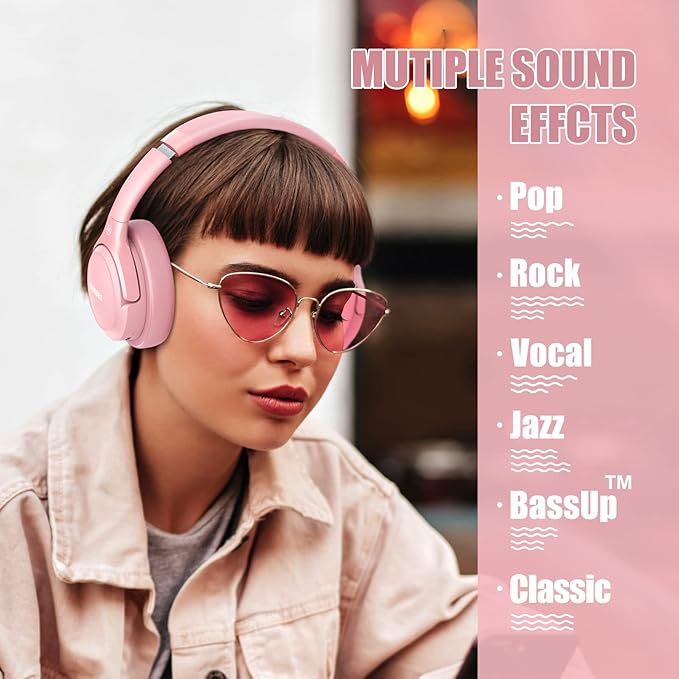 MUTIPLE SOUND
EFFCTS
· Pop
· Rock
· Vocal
· Jazz
· BassUp™
· Classic